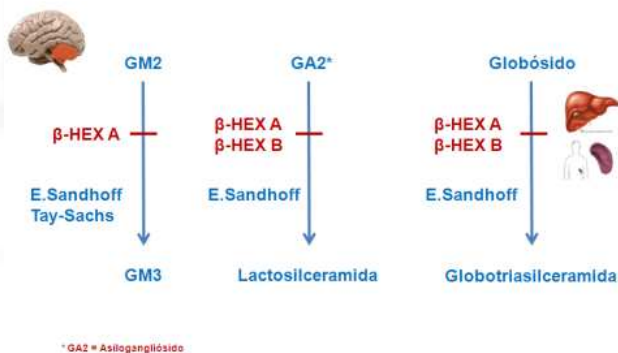 GM2
GA2*
Globósido
β-HEX A
β-HEX A
β-HEX B
β-HEX A
β-HEX B
E.Sandhoff
Tay-Sachs
E.Sandhoff
E.Sandhoff
GM3
Lactosilceramida
Globotriasilceramida
* GA2 = Asilogangliósido